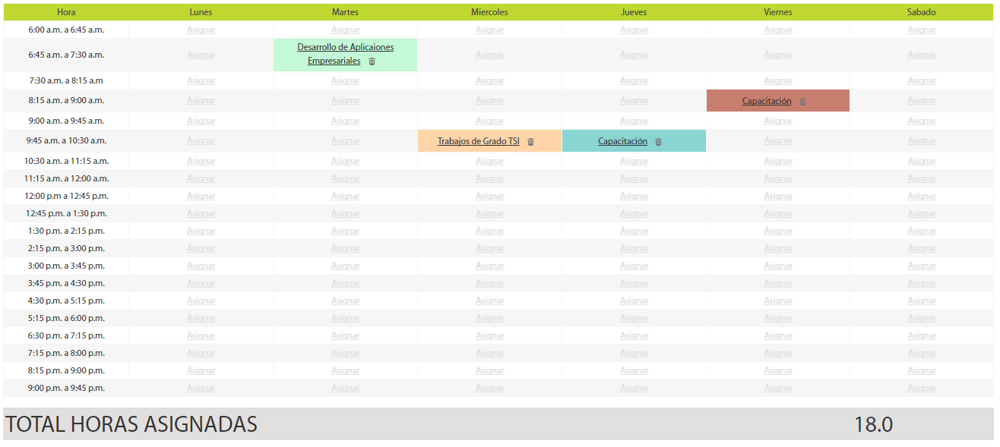 Hora Lunes Martes Miercoles Jueves Viernes Sabado
6:00 a.m. a 6:45 a.m. Asignar Asignar Asignar Asignar Asignar Asignar
6:45 a.m. a 7:30 a.m. Asignar Desarrollo de Aplicaiones Empresariales Asignar Asignar Asignar Asignar
7:30 a.m. a 8:15 a.m Asignar Asignar Asignar Asignar Asignar Asignar
8:15 a.m. a 9:00 a.m. Asignar Asignar Asignar Asignar Capacitación Asignar
9:00 a.m. a 9:45 a.m. Asignar Asignar Asignar Asignar Asignar Asignar
9:45 a.m. a 10:30 a.m. Asignar Asignar Trabajos de Grado TSI Capacitación Asignar Asignar
10:30 a.m. a 11:15 a.m. Asignar Asignar Asignar Asignar Asignar Asignar
11:15 a.m. a 12:00 a.m. Asignar Asignar Asignar Asignar Asignar Asignar
12:00 p.m a 12:45 p.m. Asignar Asignar Asignar Asignar Asignar Asignar
12:45 p.m. a 1:30 p.m. Asignar Asignar Asignar Asignar Asignar Asignar
1:30 p.m. a 2:15 p.m. Asignar Asignar Asignar Asignar Asignar Asignar
2:15 p.m. a 3:00 p.m. Asignar Asignar Asignar Asignar Asignar Asignar
3:00 p.m. a 3:45 p.m. Asignar Asignar Asignar Asignar Asignar Asignar
3:45 p.m. a 4:30 p.m. Asignar Asignar Asignar Asignar Asignar Asignar
4:30 p.m. a 5:15 p.m. Asignar Asignar Asignar Asignar Asignar Asignar
5:15 p.m. a 6:00 p.m. Asignar Asignar Asignar Asignar Asignar Asignar
6:30 p.m. a 7:15 p.m. Asignar Asignar Asignar Asignar Asignar Asignar
7:15 p.m. a 8:00 p.m. Asignar Asignar Asignar Asignar Asignar Asignar
8:15 p.m. a 9:00 p.m. Asignar Asignar Asignar Asignar Asignar Asignar
9:00 p.m. a 9:45 p.m. Asignar Asignar Asignar Asignar Asignar Asignar
TOTAL HORAS ASIGNADAS 18.0